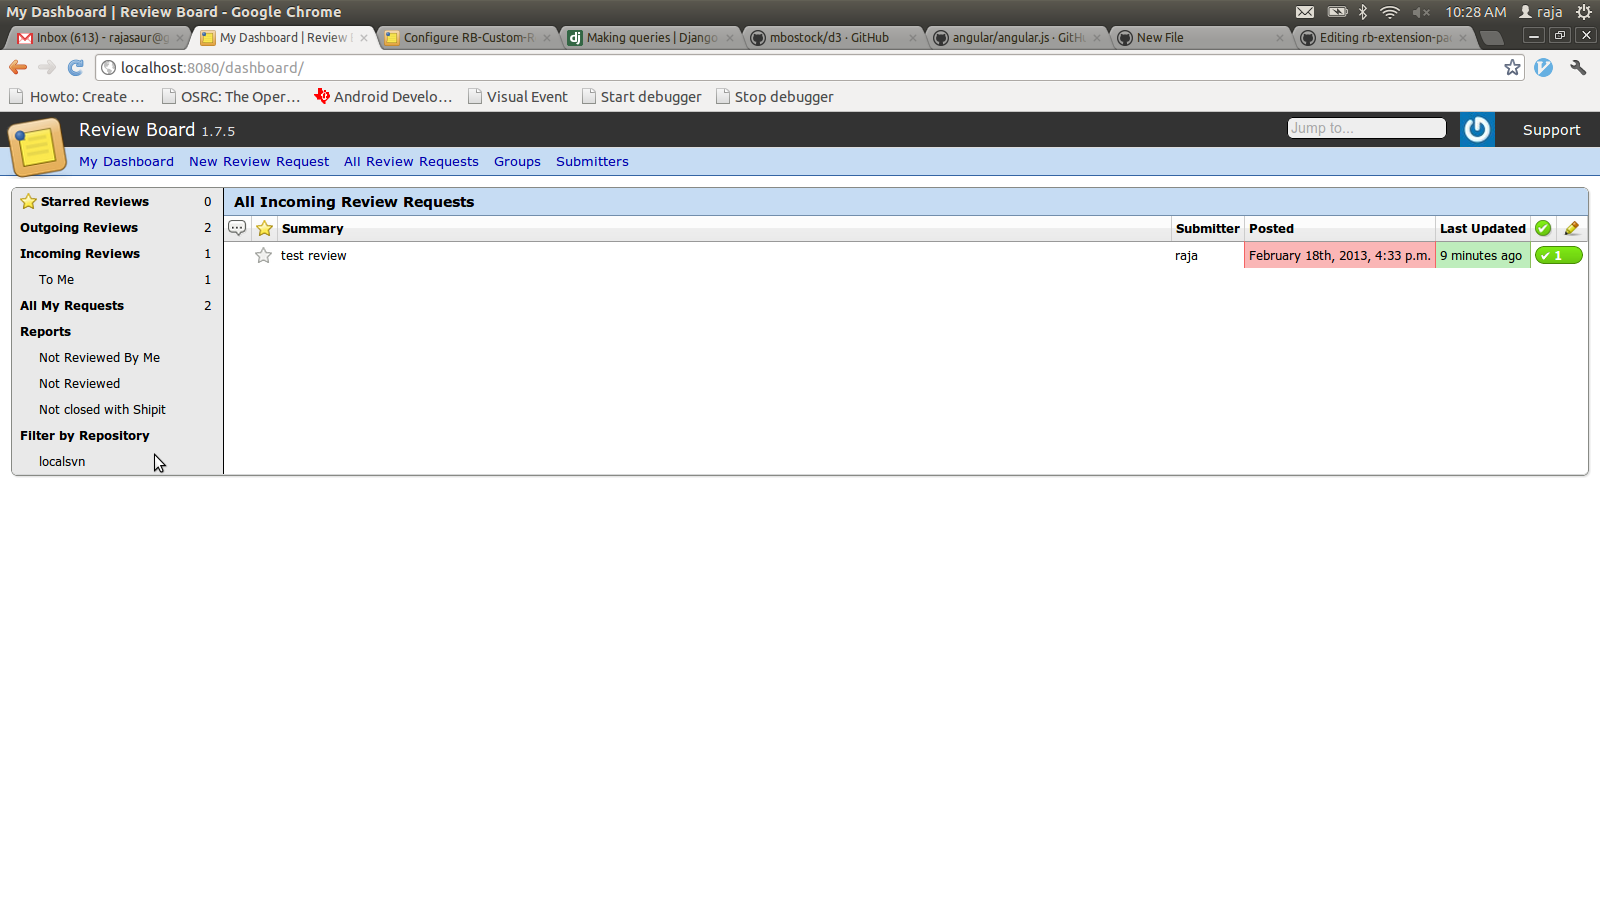 My Dashboard | Review Board - Google Chrome
10:28 AM raja
Inbox (613) - rajasaur@g
My Dashboard | Review
Configure RB-Custom-R
Making queries | Django
mbostock/d3 · GitHub
angular/angular.js · GitHu
New File
Editing rb-extension-pa
localhost:8080/dashboard/
Howto: Create ...
OSRC: The Oper...
Android Develo...
Visual Event
Start debugger
Stop debugger
Review Board 1.7.5
Jump to...
Support
My Dashboard New Review Request All Review Requests Groups Submitters
Starred Reviews 0
Outgoing Reviews 2
Incoming Reviews 1
To Me 1
All My Requests 2
Reports
Not Reviewed By Me
Not Reviewed
Not closed with Shipit
Filter by Repository
localsvn
All Incoming Review Requests
Summary Submitter Posted Last Updated
test review raja February 18th, 2013, 4:33 p.m. 9 minutes ago 1